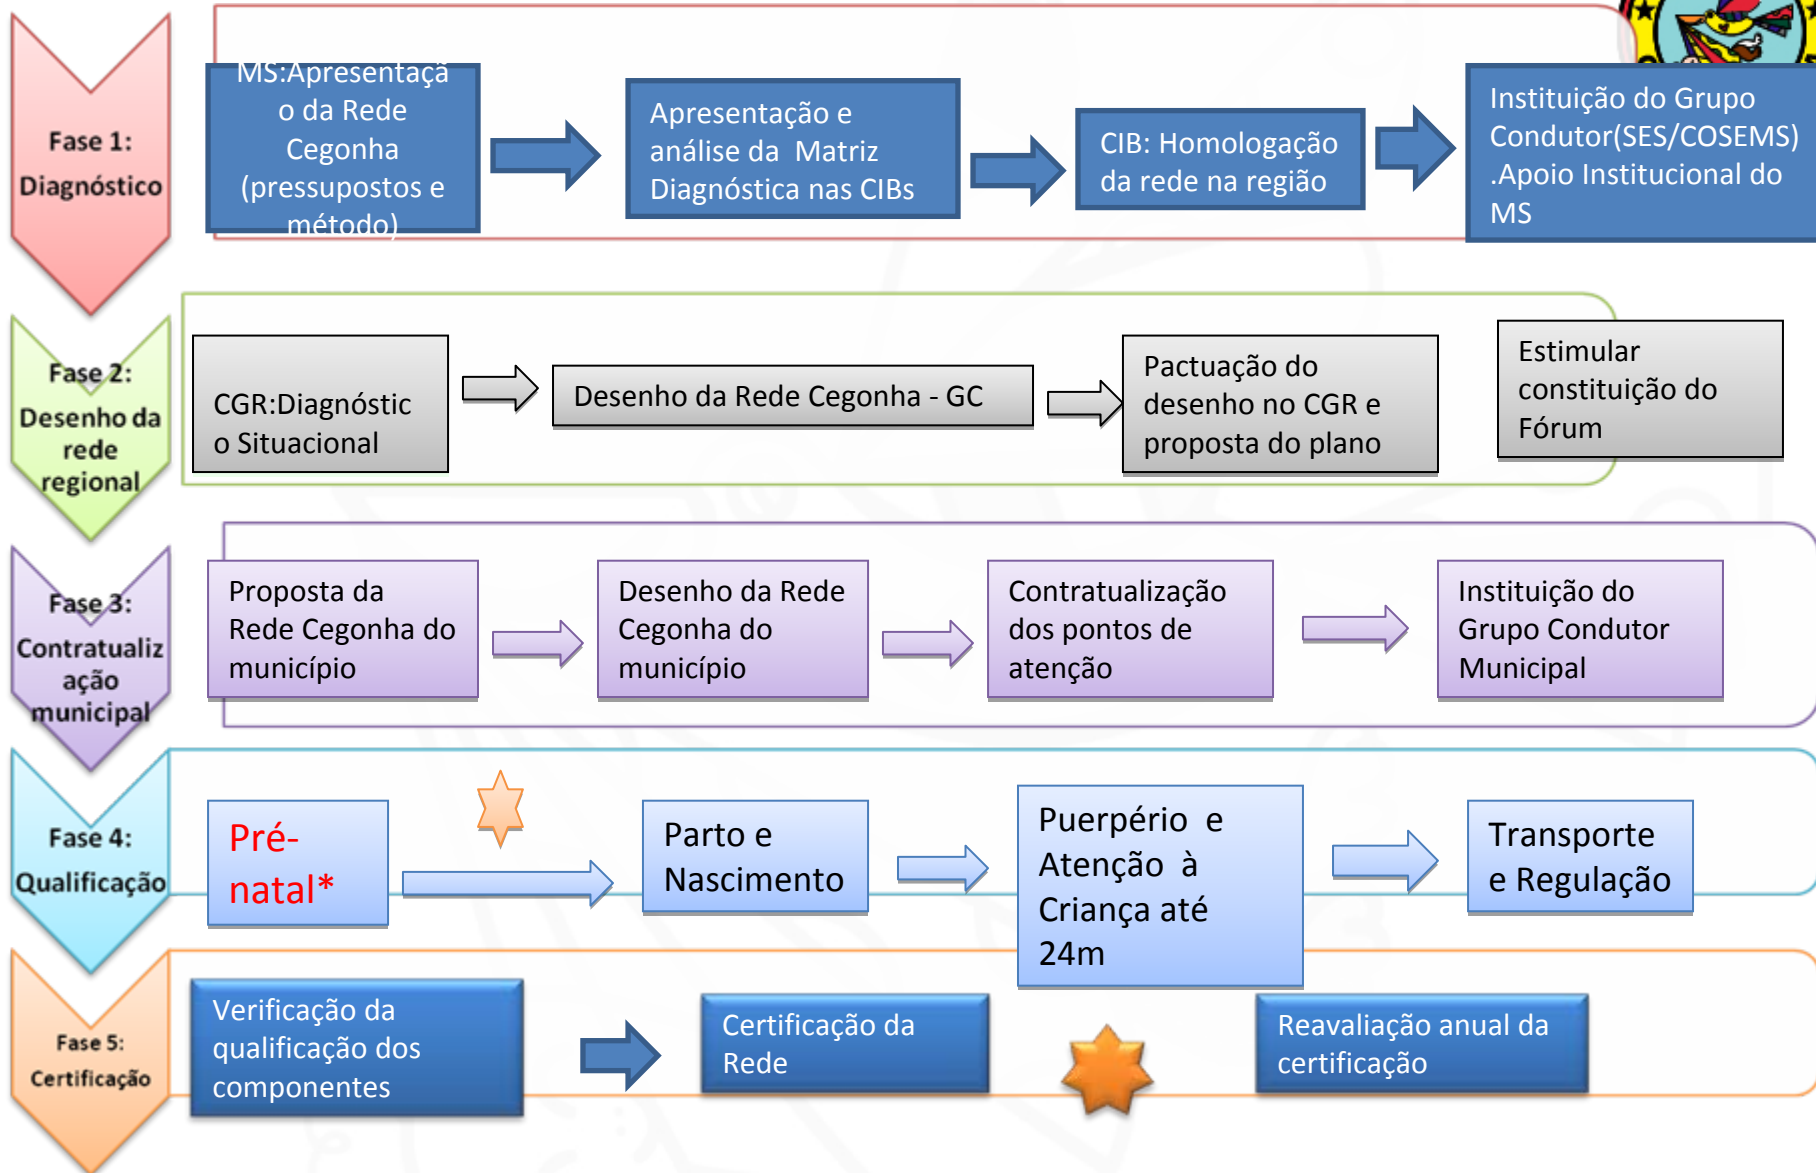 Fase 1:
Diagnóstico
MS:Apresentaçã
o da Rede
Cegonha
(pressupostos e
método)
Apresentação e
análise da Matriz
Diagnóstica nas CIBs
CIB: Homologação
da rede na região
Instituição do Grupo
Condutor(SES/COSEMS)
.Apoio Institucional do
MS
Fase 2:
Desenho da
rede
regional
CGR:Diagnóstic
o Situacional
Desenho da Rede Cegonha - GC
Pactuação do
desenho no CGR e
proposta do plano
Estimular
constituição do
Fórum
Fase 3:
Contratualiz
ação
municipal
Proposta da
Rede Cegonha do
município
Desenho da Rede
Cegonha do
município
Contratualização
dos pontos de
atenção
Instituição do
Grupo Condutor
Municipal
Fase 4:
Qualificação
Pré-
natal*
Parto e
Nascimento
Puerpério e
Atenção à
Criança até
24m
Transporte
e Regulação
Fase 5:
Certificação
Verificação da
qualificação dos
componentes
Certificação da
Rede
Reavaliação anual da
certificação